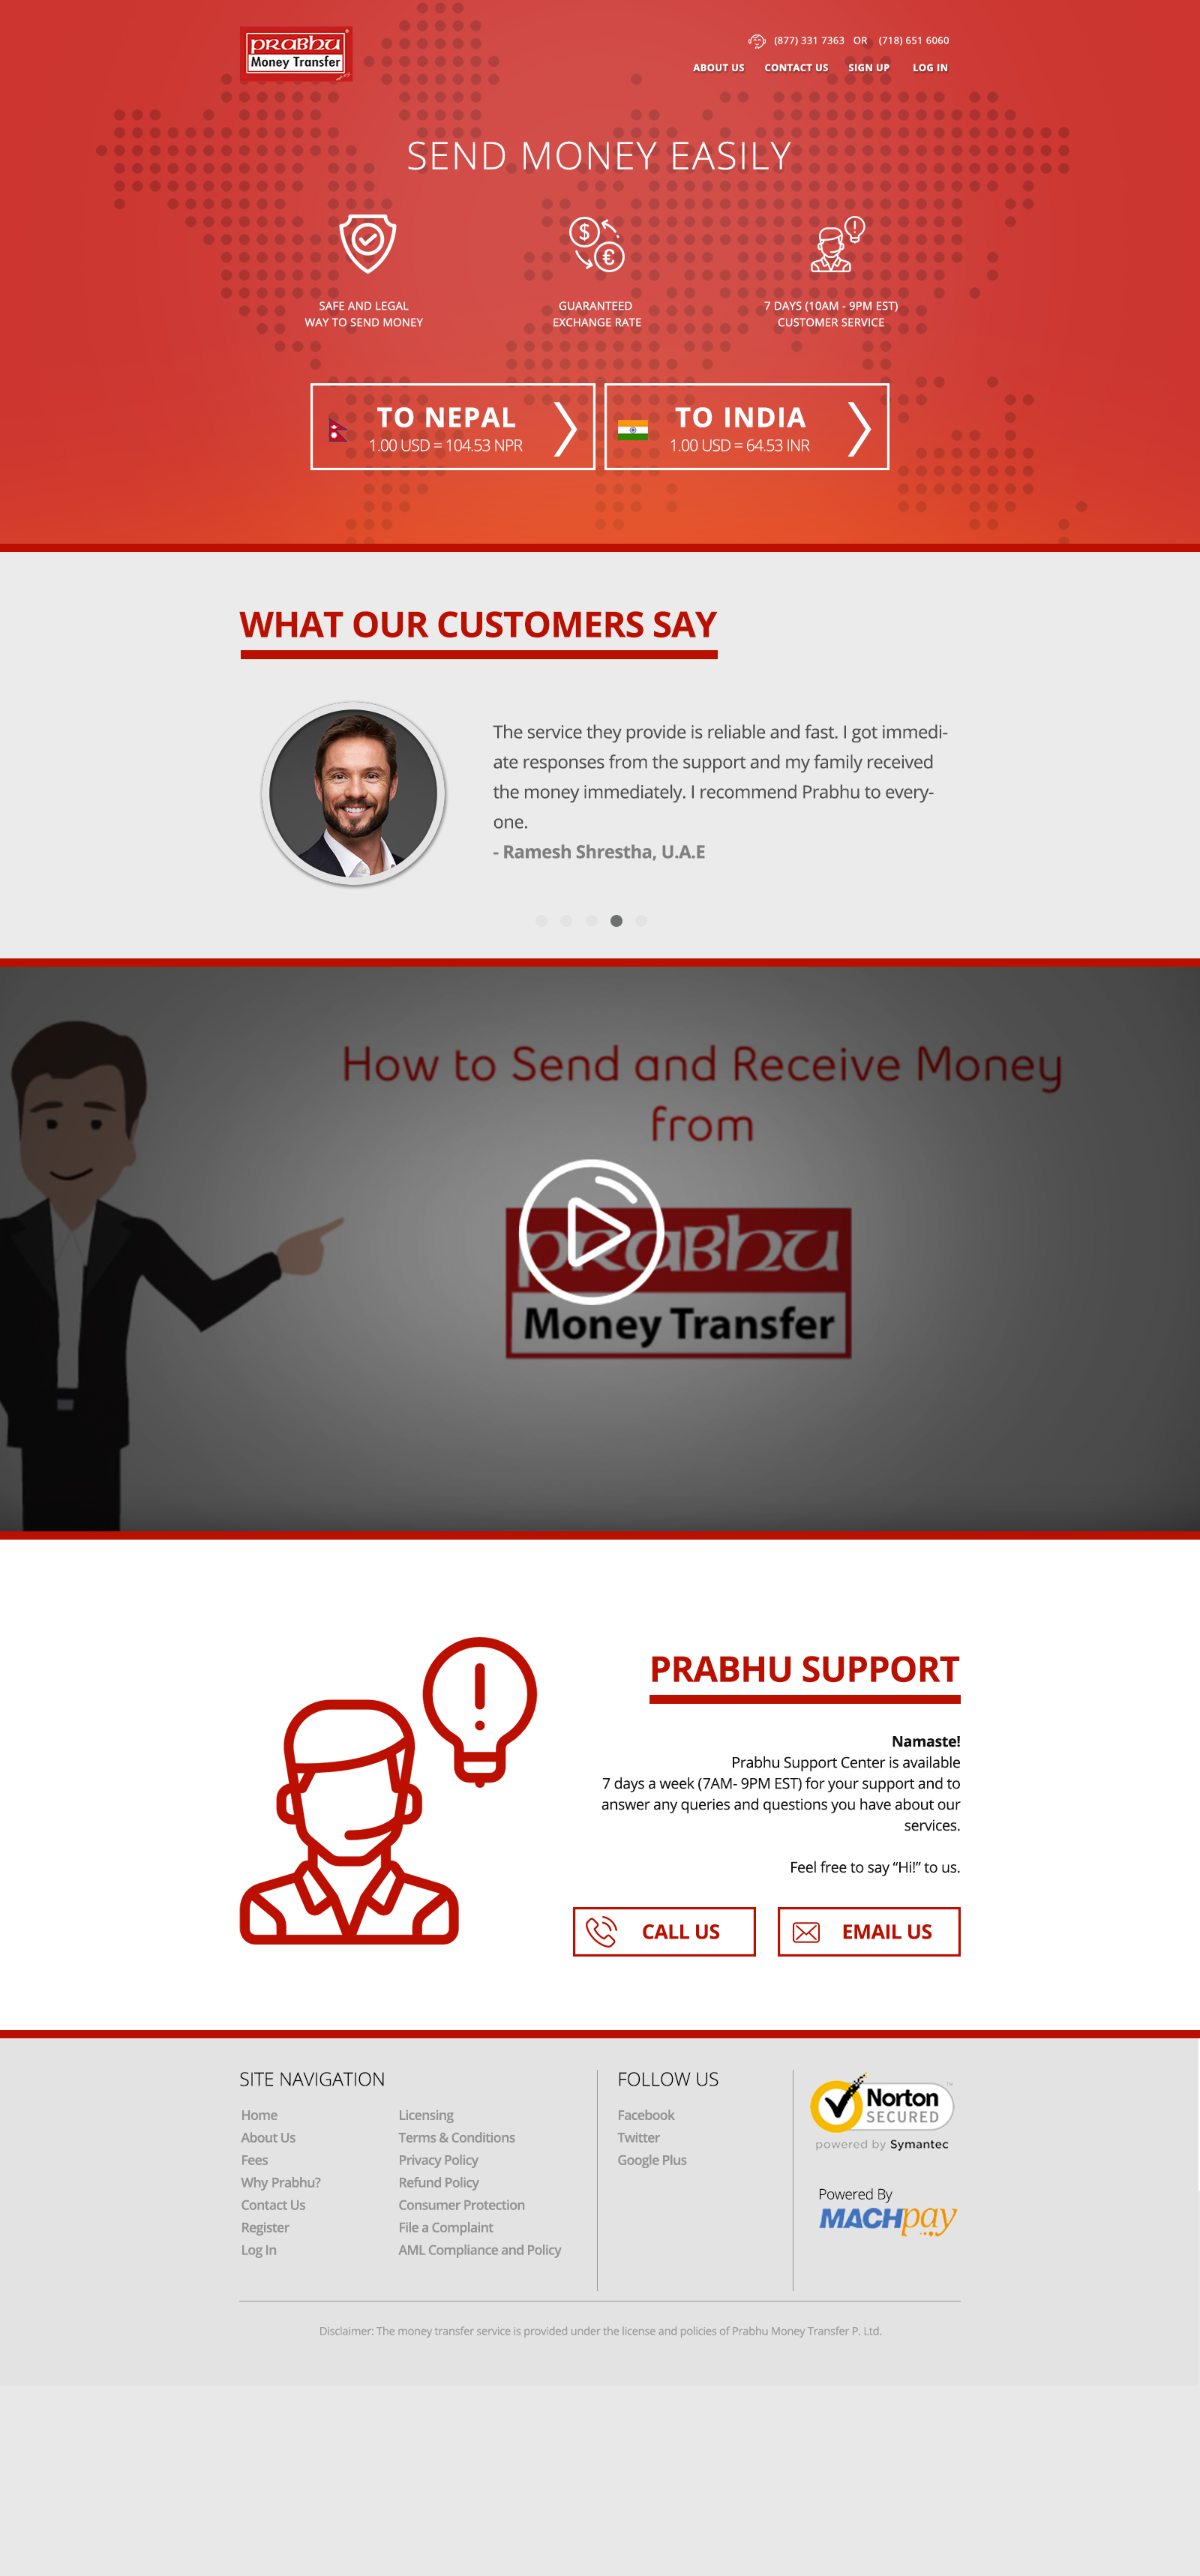 prabhu
Money Transfer
(877) 331 7363 OR (718) 651 6060
ABOUT US CONTACT US SIGN UP LOG IN
SEND MONEY EASILY
SAFE AND LEGAL
WAY TO SEND MONEY
GUARANTEED
EXCHANGE RATE
7 DAYS (10AM - 9PM EST)
CUSTOMER SERVICE
TO NEPAL
1.00 USD = 104.53 NPR
TO INDIA
1.00 USD = 64.53 INR
WHAT OUR CUSTOMERS SAY
The service they provide is reliable and fast. I got immedi-
ate responses from the support and my family received
the money immediately. I recommend Prabhu to every-
one.
- Ramesh Shrestha, U.A.E
How to Send and Receive Money
from
prabhu
Money Transfer
PRABHU SUPPORT
Namaste!
Prabhu Support Center is available
7 days a week (7AM- 9PM EST) for your support and to
answer any queries and questions you have about our
services.
Feel free to say “Hi!” to us.
CALL US
EMAIL US
SITE NAVIGATION
Home
About Us
Fees
Why Prabhu?
Contact Us
Register
Log In
Licensing
Terms & Conditions
Privacy Policy
Refund Policy
Consumer Protection
File a Complaint
AML Compliance and Policy
FOLLOW US
Facebook
Twitter
Google Plus
Norton
SECURED
powered by Symantec
Powered By
MACHpay
Disclaimer: The money transfer service is provided under the license and policies of Prabhu Money Transfer P. Ltd.